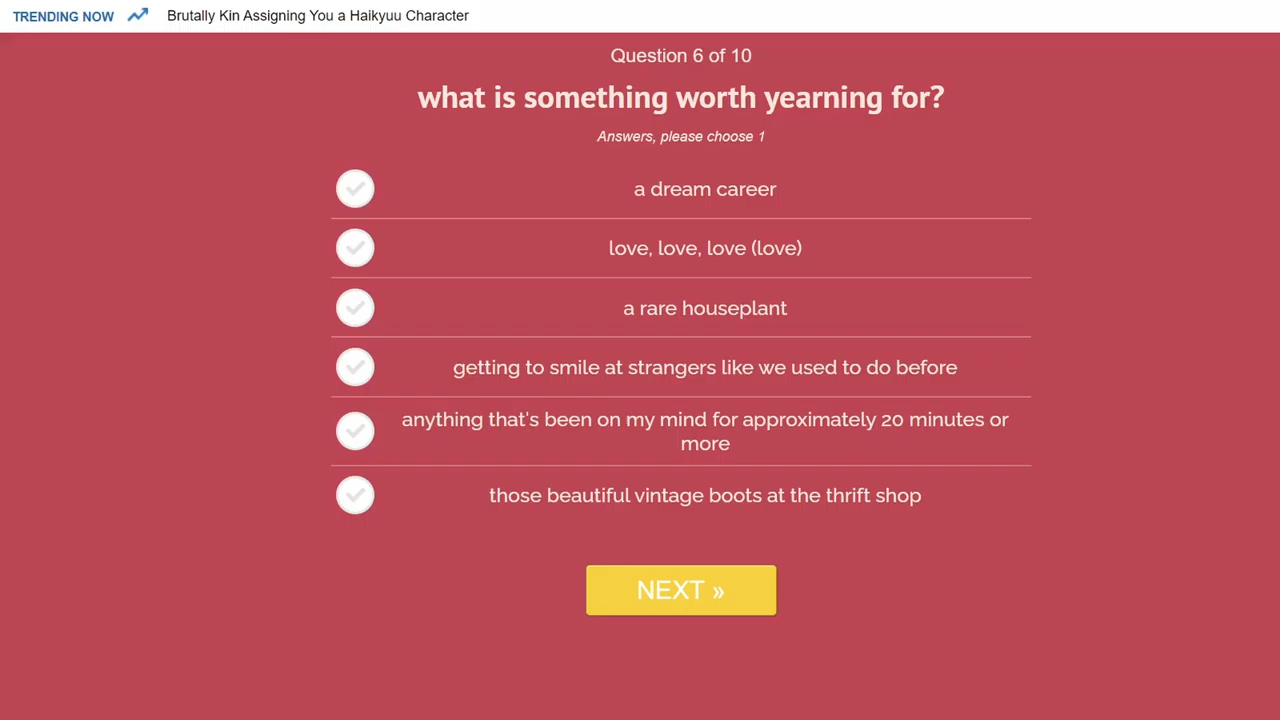 TRENDING NOW Brutally Kin Assigning You a Haikyuu Character
Question 6 of 10
what is something worth yearning for?
Answers, please choose 1
a dream career
love, love, love (love)
a rare houseplant
getting to smile at strangers like we used to do before
anything that's been on my mind for approximately 20 minutes or
more
those beautiful vintage boots at the thrift shop
NEXT »